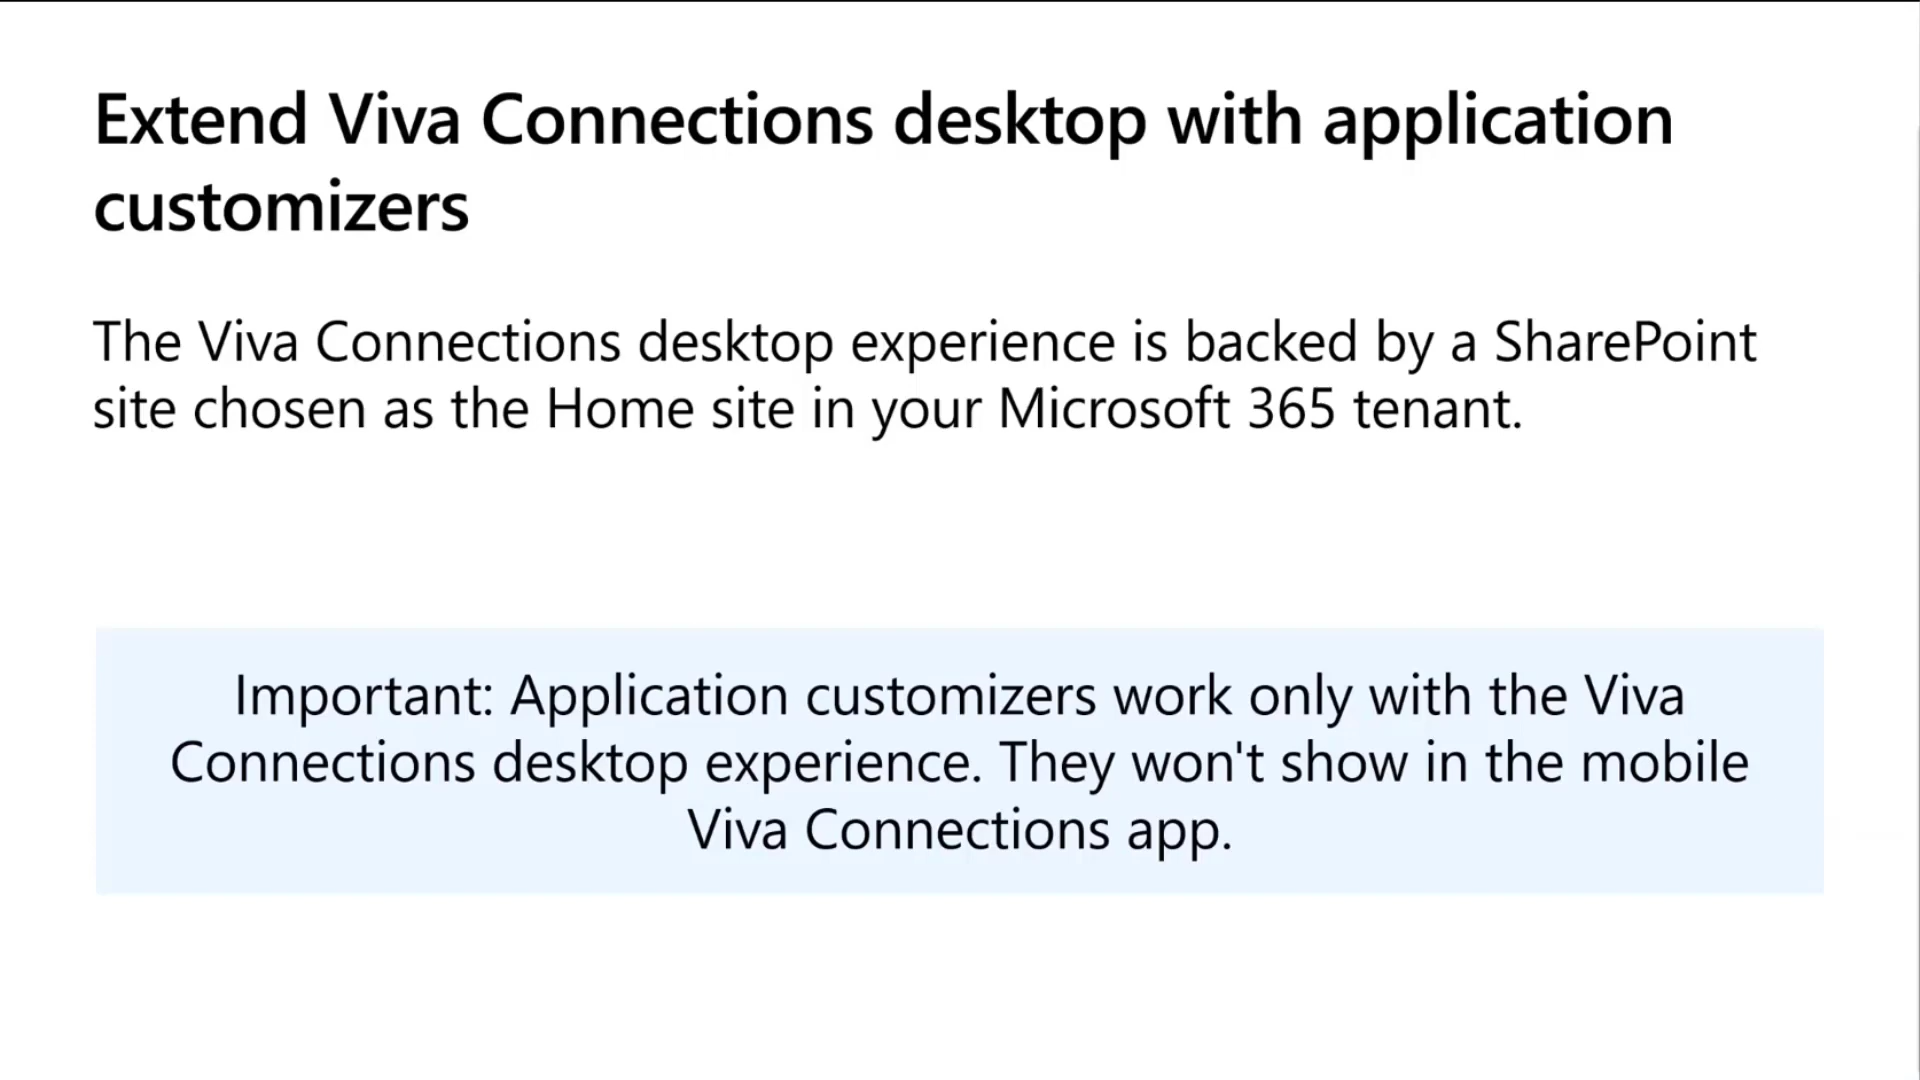 Extend Viva Connections desktop with application
customizers
The Viva Connections desktop experience is backed by a SharePoint
site chosen as the Home site in your Microsoft 365 tenant.
Important: Application customizers work only with the Viva
Connections desktop experience. They won't show in the mobile
Viva Connections app.